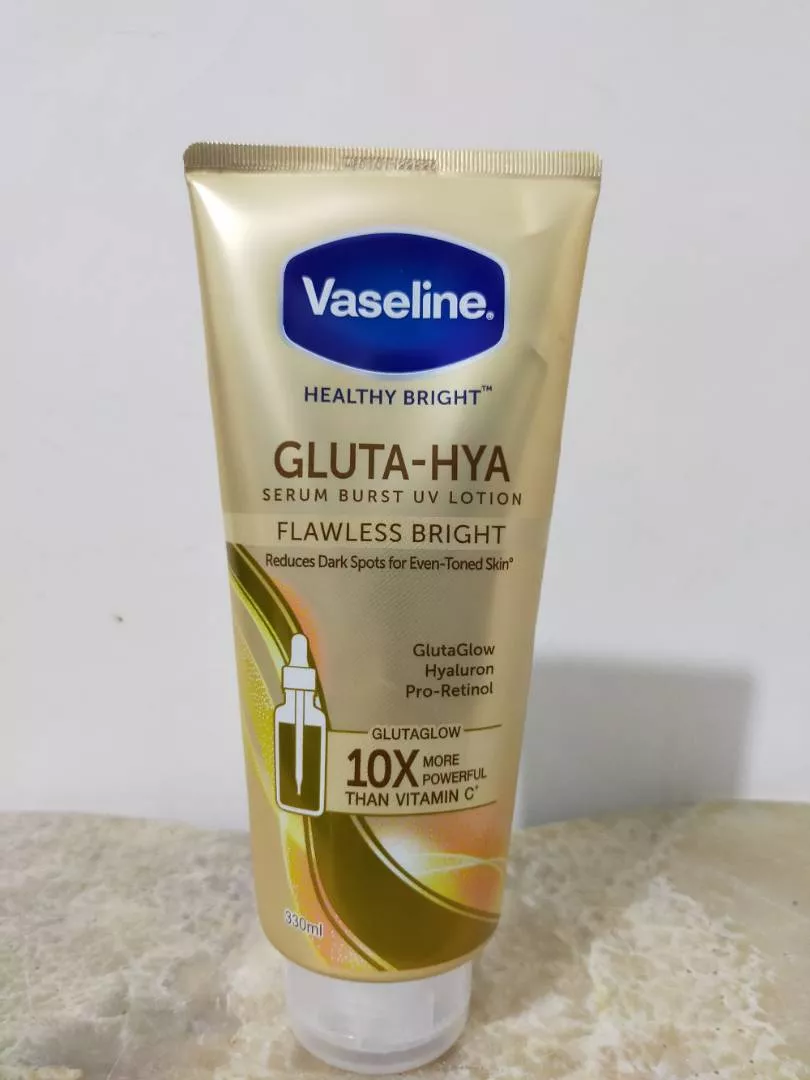 Vaseline®
HEALTHY BRIGHT™
GLUTA-HYA
SERUM BURST UV LOTION
FLAWLESS BRIGHT
Reduces Dark Spots for Even-Toned Skin°
GlutaGlow
Hyaluron
Pro-Retinol
GLUTAGLOW
10X MORE
POWERFUL
THAN VITAMIN C⁺
330ml